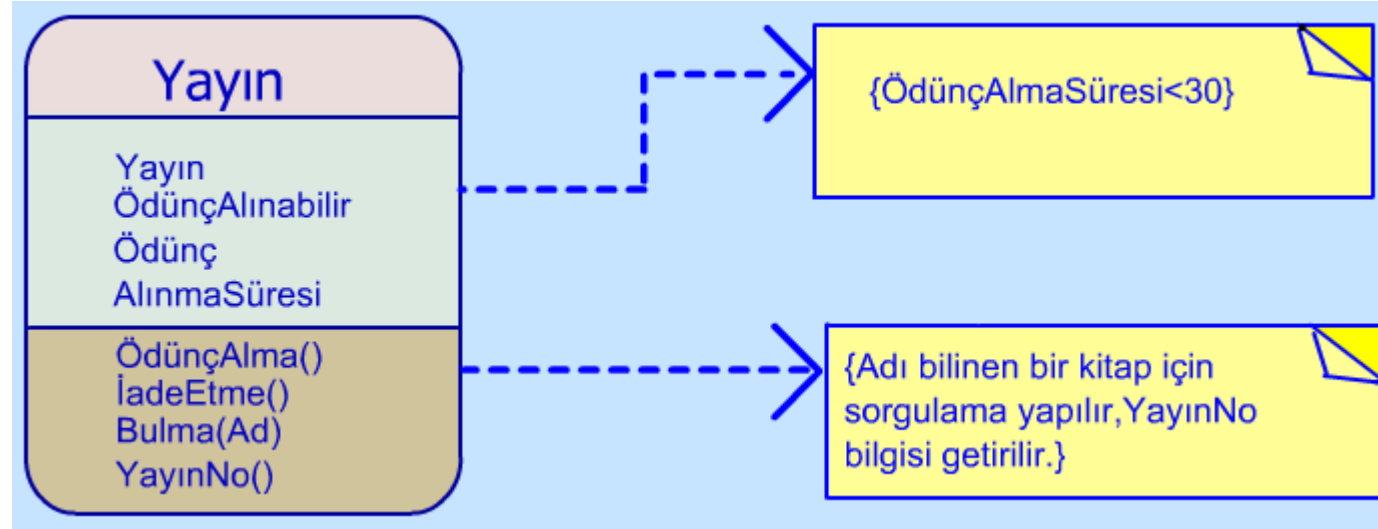 Yayın
Yayın
ÖdünçAlınabilir
Ödünç
AlınmaSüresi
ÖdünçAlma()
İadeEtme()
Bulma(Ad)
YayınNo()
{ÖdünçAlmaSüresi<30}
{Adı bilinen bir kitap için
sorgulama yapılır,YayınNo
bilgisi getirilir.}